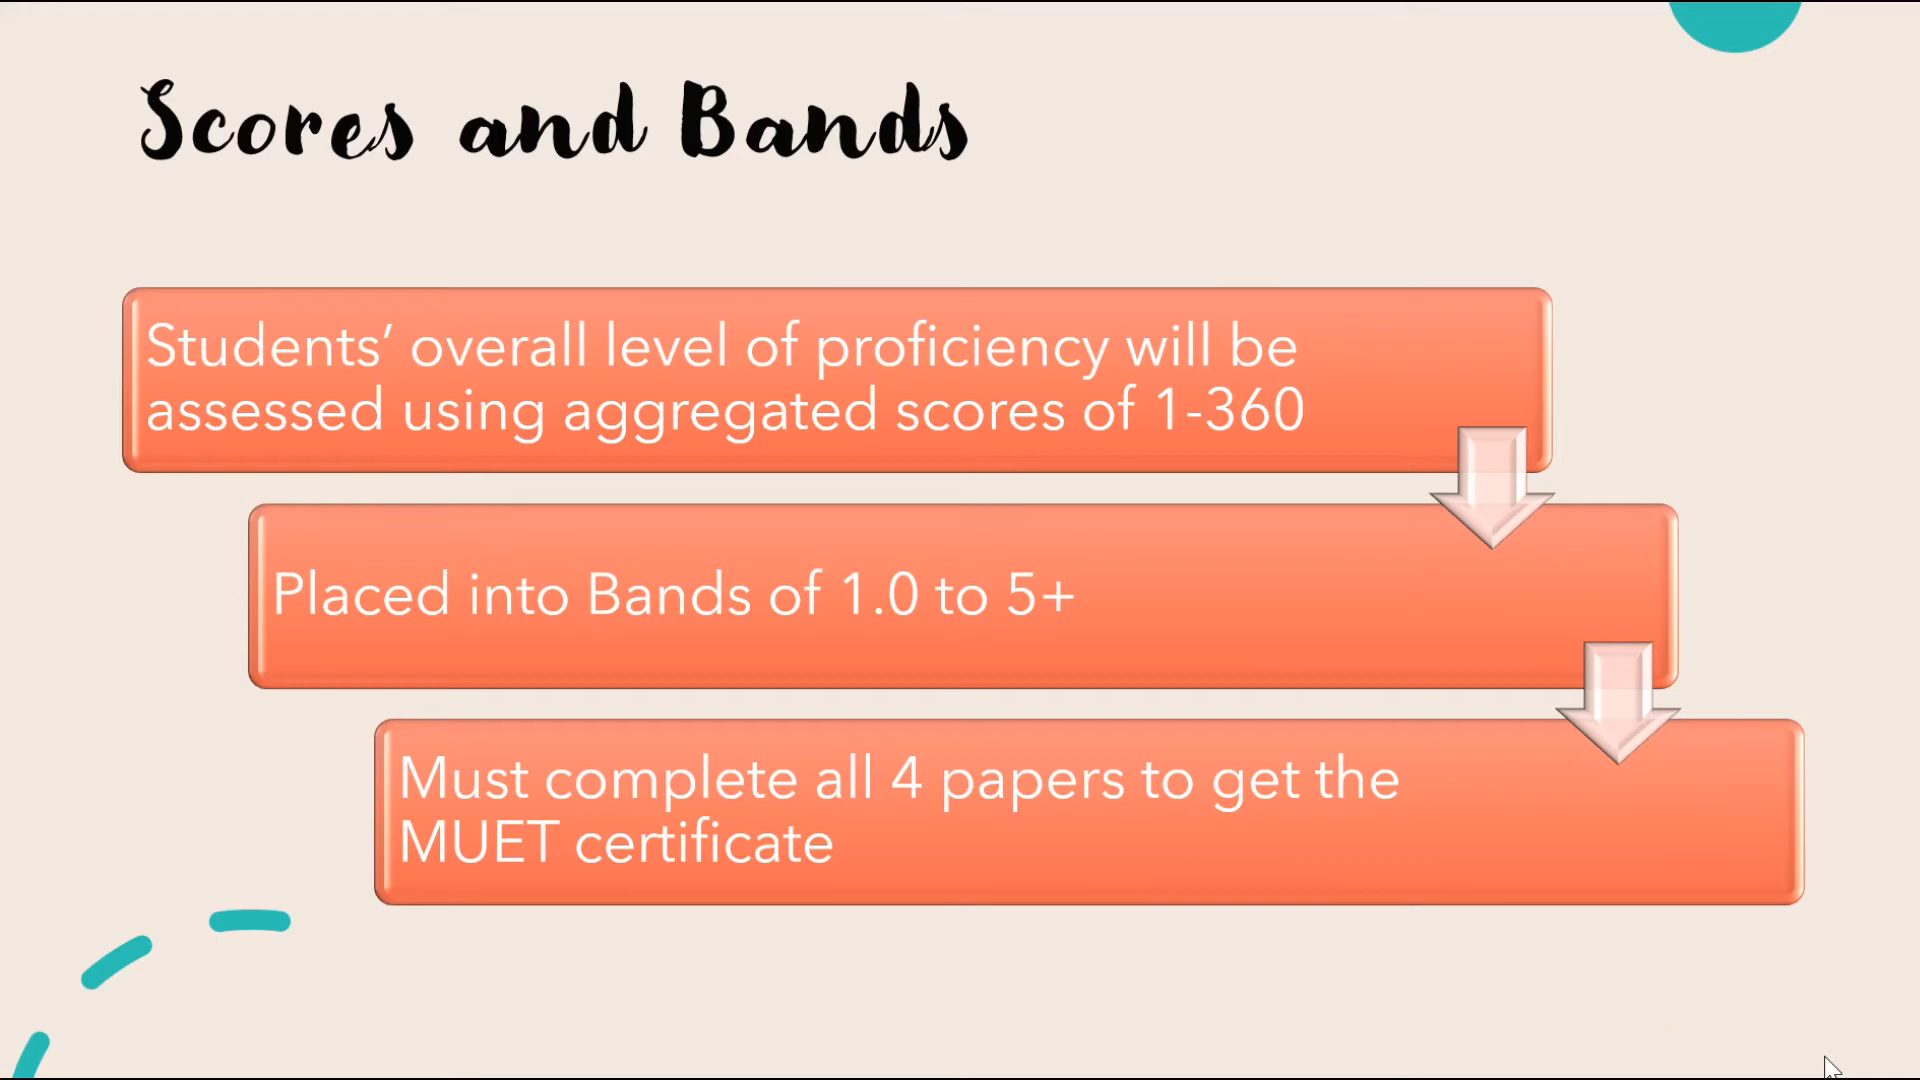 Scores and Bands
Students’ overall level of proficiency will be
assessed using aggregated scores of 1-360
Placed into Bands of 1.0 to 5+
Must complete all 4 papers to get the
MUET certificate